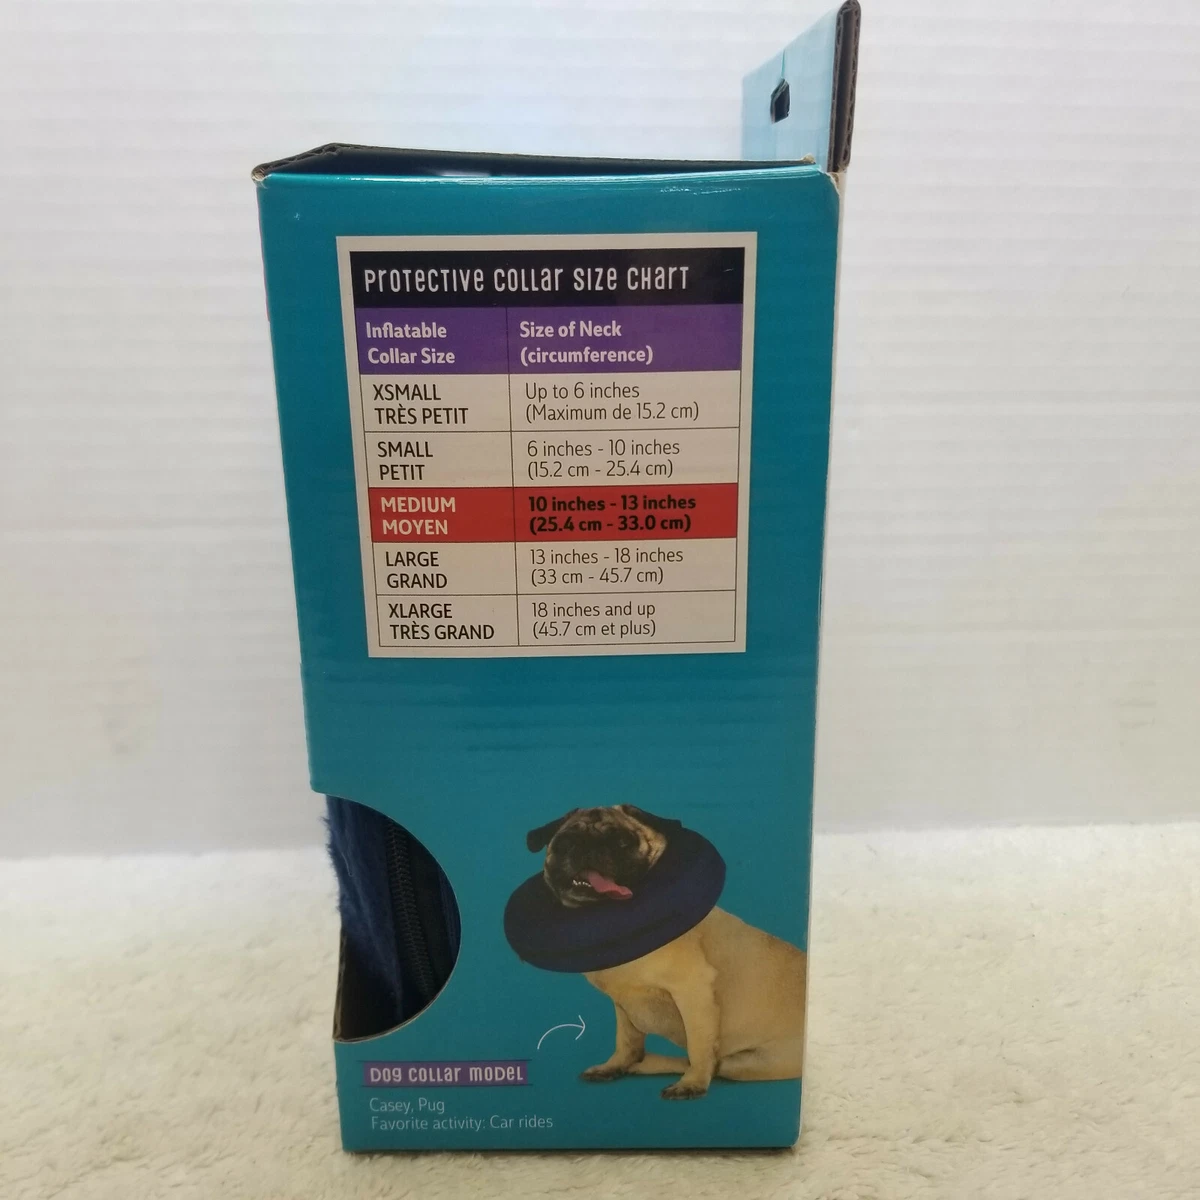 PROTECTIVE COLLAR SIZE CHART
Inflatable Collar Size
Size of Neck (circumference)
XSMALL
TRÈS PETIT
Up to 6 inches
(Maximum de 15.2 cm)
SMALL
PETIT
6 inches - 10 inches
(15.2 cm - 25.4 cm)
MEDIUM
MOYEN
10 inches - 13 inches
(25.4 cm - 33.0 cm)
LARGE
GRAND
13 inches - 18 inches
(33 cm - 45.7 cm)
XLARGE
TRÈS GRAND
18 inches and up
(45.7 cm et plus)
DOG COLLAR MODEL
Casey, Pug
Favorite activity: Car rides